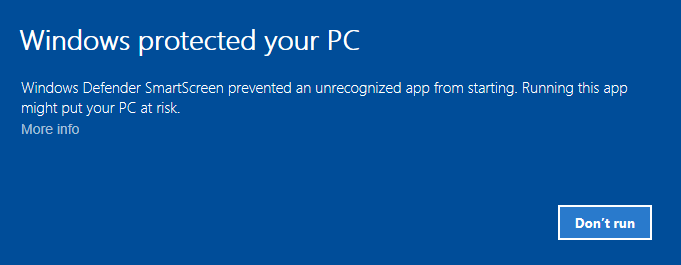 Windows protected your PC
Windows Defender SmartScreen prevented an unrecognized app from starting. Running this app
might put your PC at risk.
More info
Don’t run